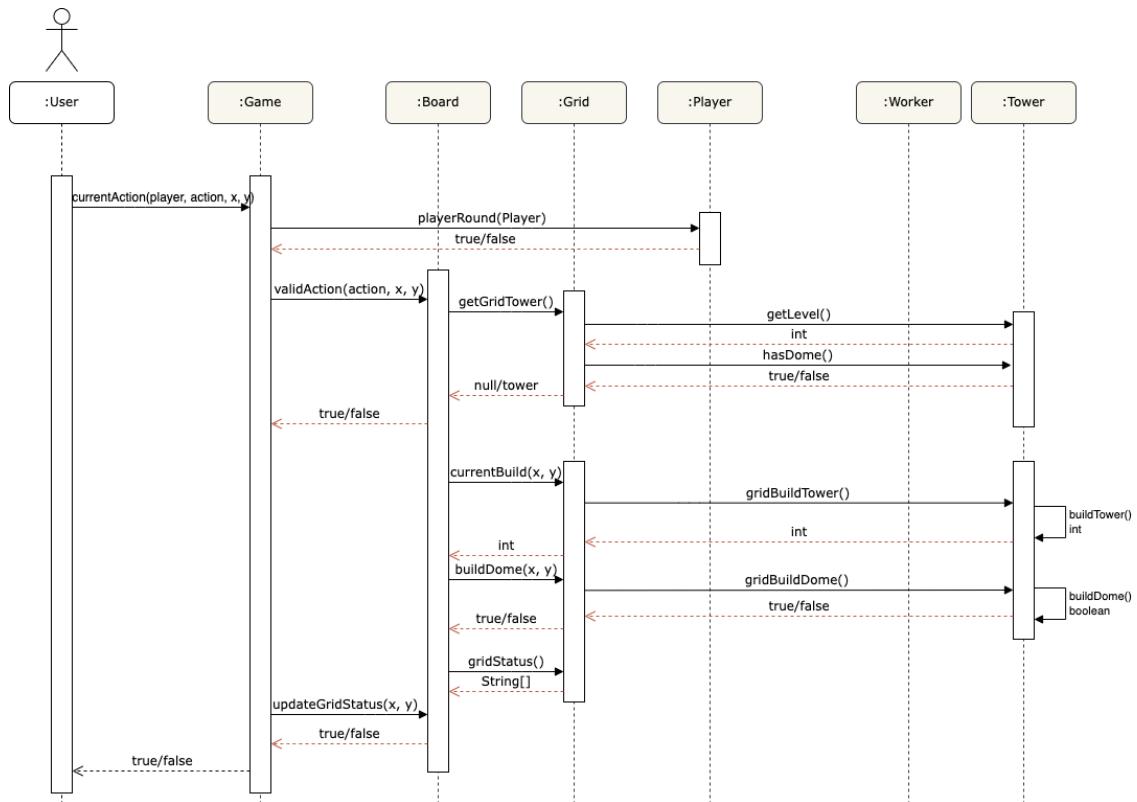 :User
:Game
:Board
:Grid
:Player
:Worker
:Tower
currentAction(player, action, x, y)
playerRound(Player)
true/false
validAction(action, x, y)
getGridTower()
getLevel()
int
hasDome()
true/false
null/tower
true/false
currentBuild(x, y)
gridBuildTower()
buildTower()
int
int
int
buildDome(x, y)
gridBuildDome()
buildDome()
boolean
true/false
true/false
gridStatus()
String[]
updateGridStatus(x, y)
true/false
true/false